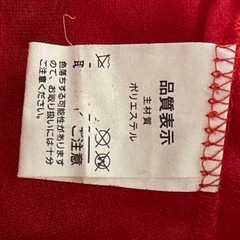 品質表示
主材質
ポリエステル
ご注意
色落ちする可能性があります
ので、お取り扱いには十分
ご注意ください。